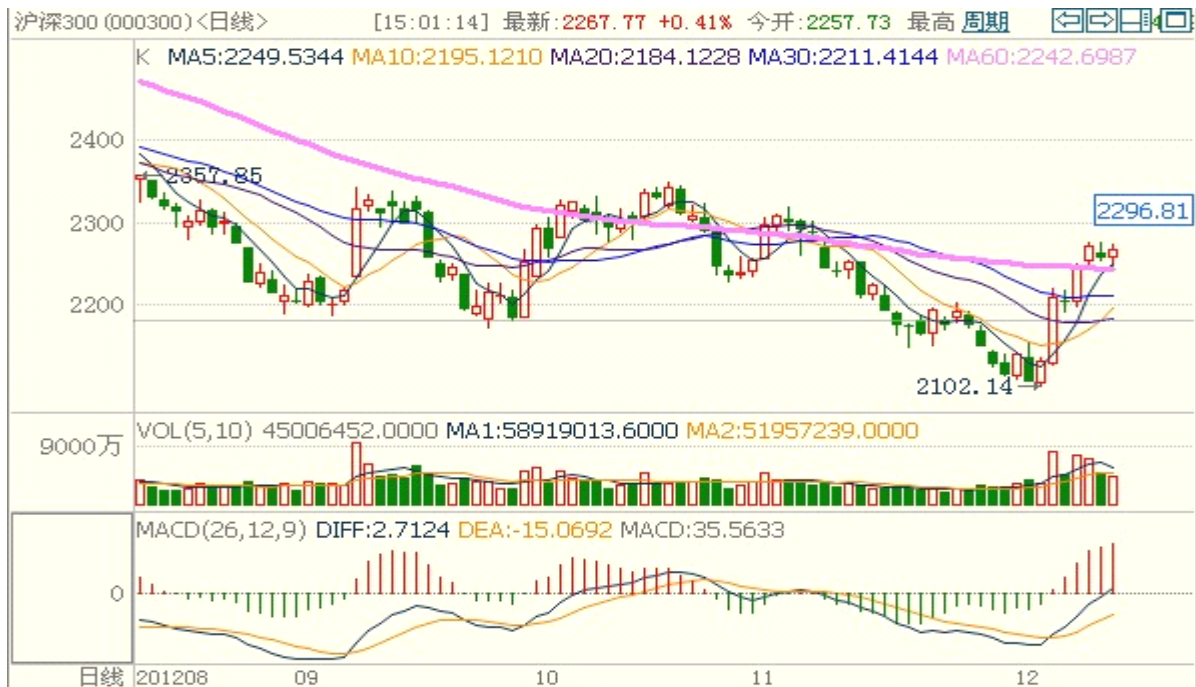 沪深300 (000300)<日线> [15:01:14] 最新:2267.77 +0.41% 今开:2257.73 最高 周期
K MA5:2249.5344 MA10:2195.1210 MA20:2184.1228 MA30:2211.4144 MA60:2242.6987
2400
2357.85
2300
2296.81
2200
2102.14
VOL(5,10) 45006452.0000 MA1:58919013.6000 MA2:51957239.0000
9000万
MACD(26,12,9) DIFF:2.7124 DEA:-15.0692 MACD:35.5633
0
日线 201208 09 10 11 12